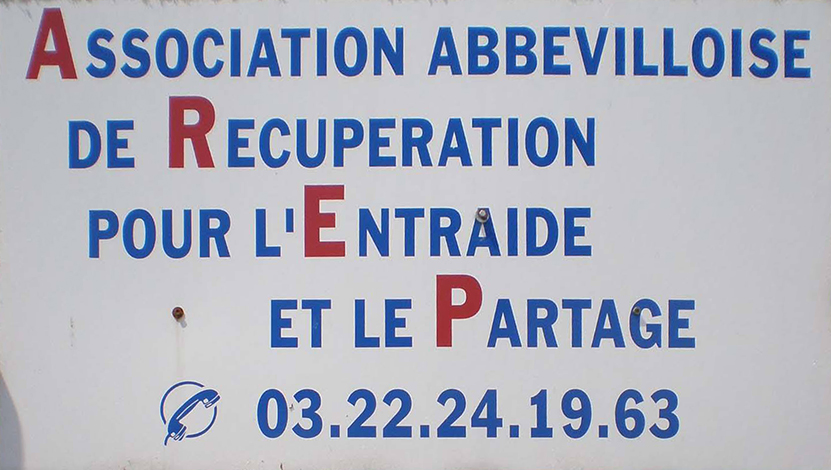 ASSOCIATION ABBEVILLOISE
DE RECUPERATION
POUR L'ENTRAIDE
ET LE PARTAGE
03.22.24.19.63